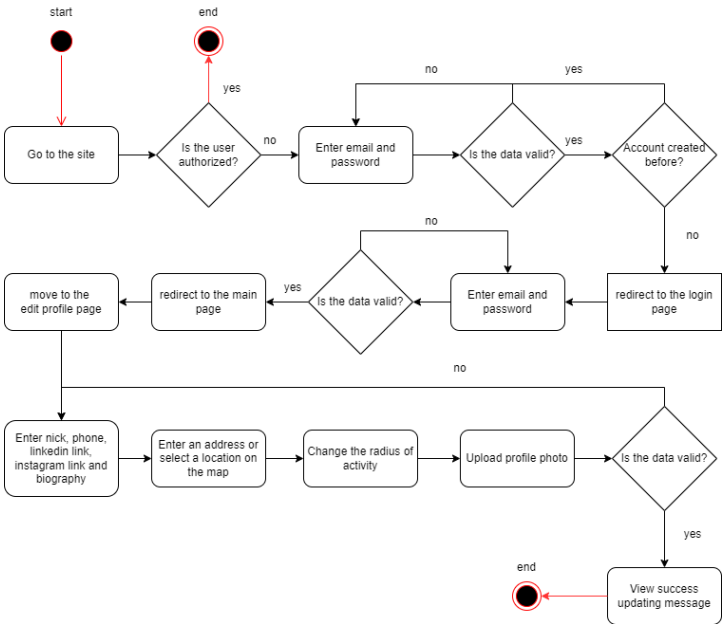 start
end
no
yes
yes
Go to the site
Is the user
authorized?
no
Enter email and
password
Is the data valid?
yes
Account created
before?
no
no
move to the
edit profile page
redirect to the main
page
yes
Is the data valid?
Enter email and
password
redirect to the login
page
no
Enter nick, phone,
linkedin link,
instagram link and
biography
Enter an address or
select a location on
the map
Change the radius of
activity
Upload profile photo
Is the data valid?
yes
end
View success
updating message